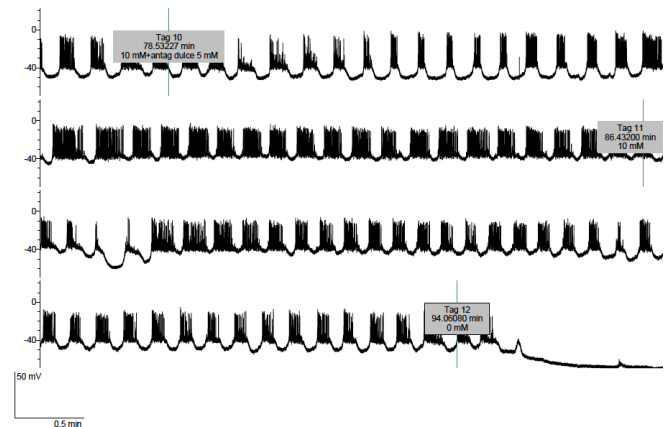 0
-40
Tag 10
78.53227 min
10 mM+antag dulce 5 mM
0
-40
Tag 11
86.43200 min
10 mM
0
-40
0
-40
Tag 12
94.06080 min
0 mM
50 mV
0.5 min